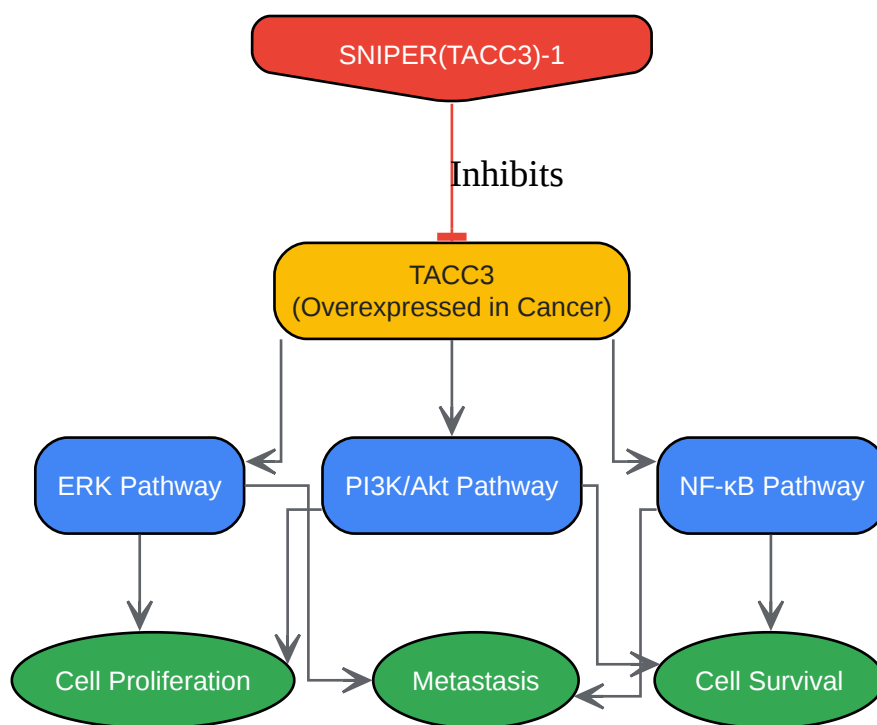 SNIPER(TACC3)-1
Inhibits
TACC3
(Overexpressed in Cancer)
ERK Pathway
PI3K/Akt Pathway
NF-κB Pathway
Cell Proliferation
Metastasis
Cell Survival